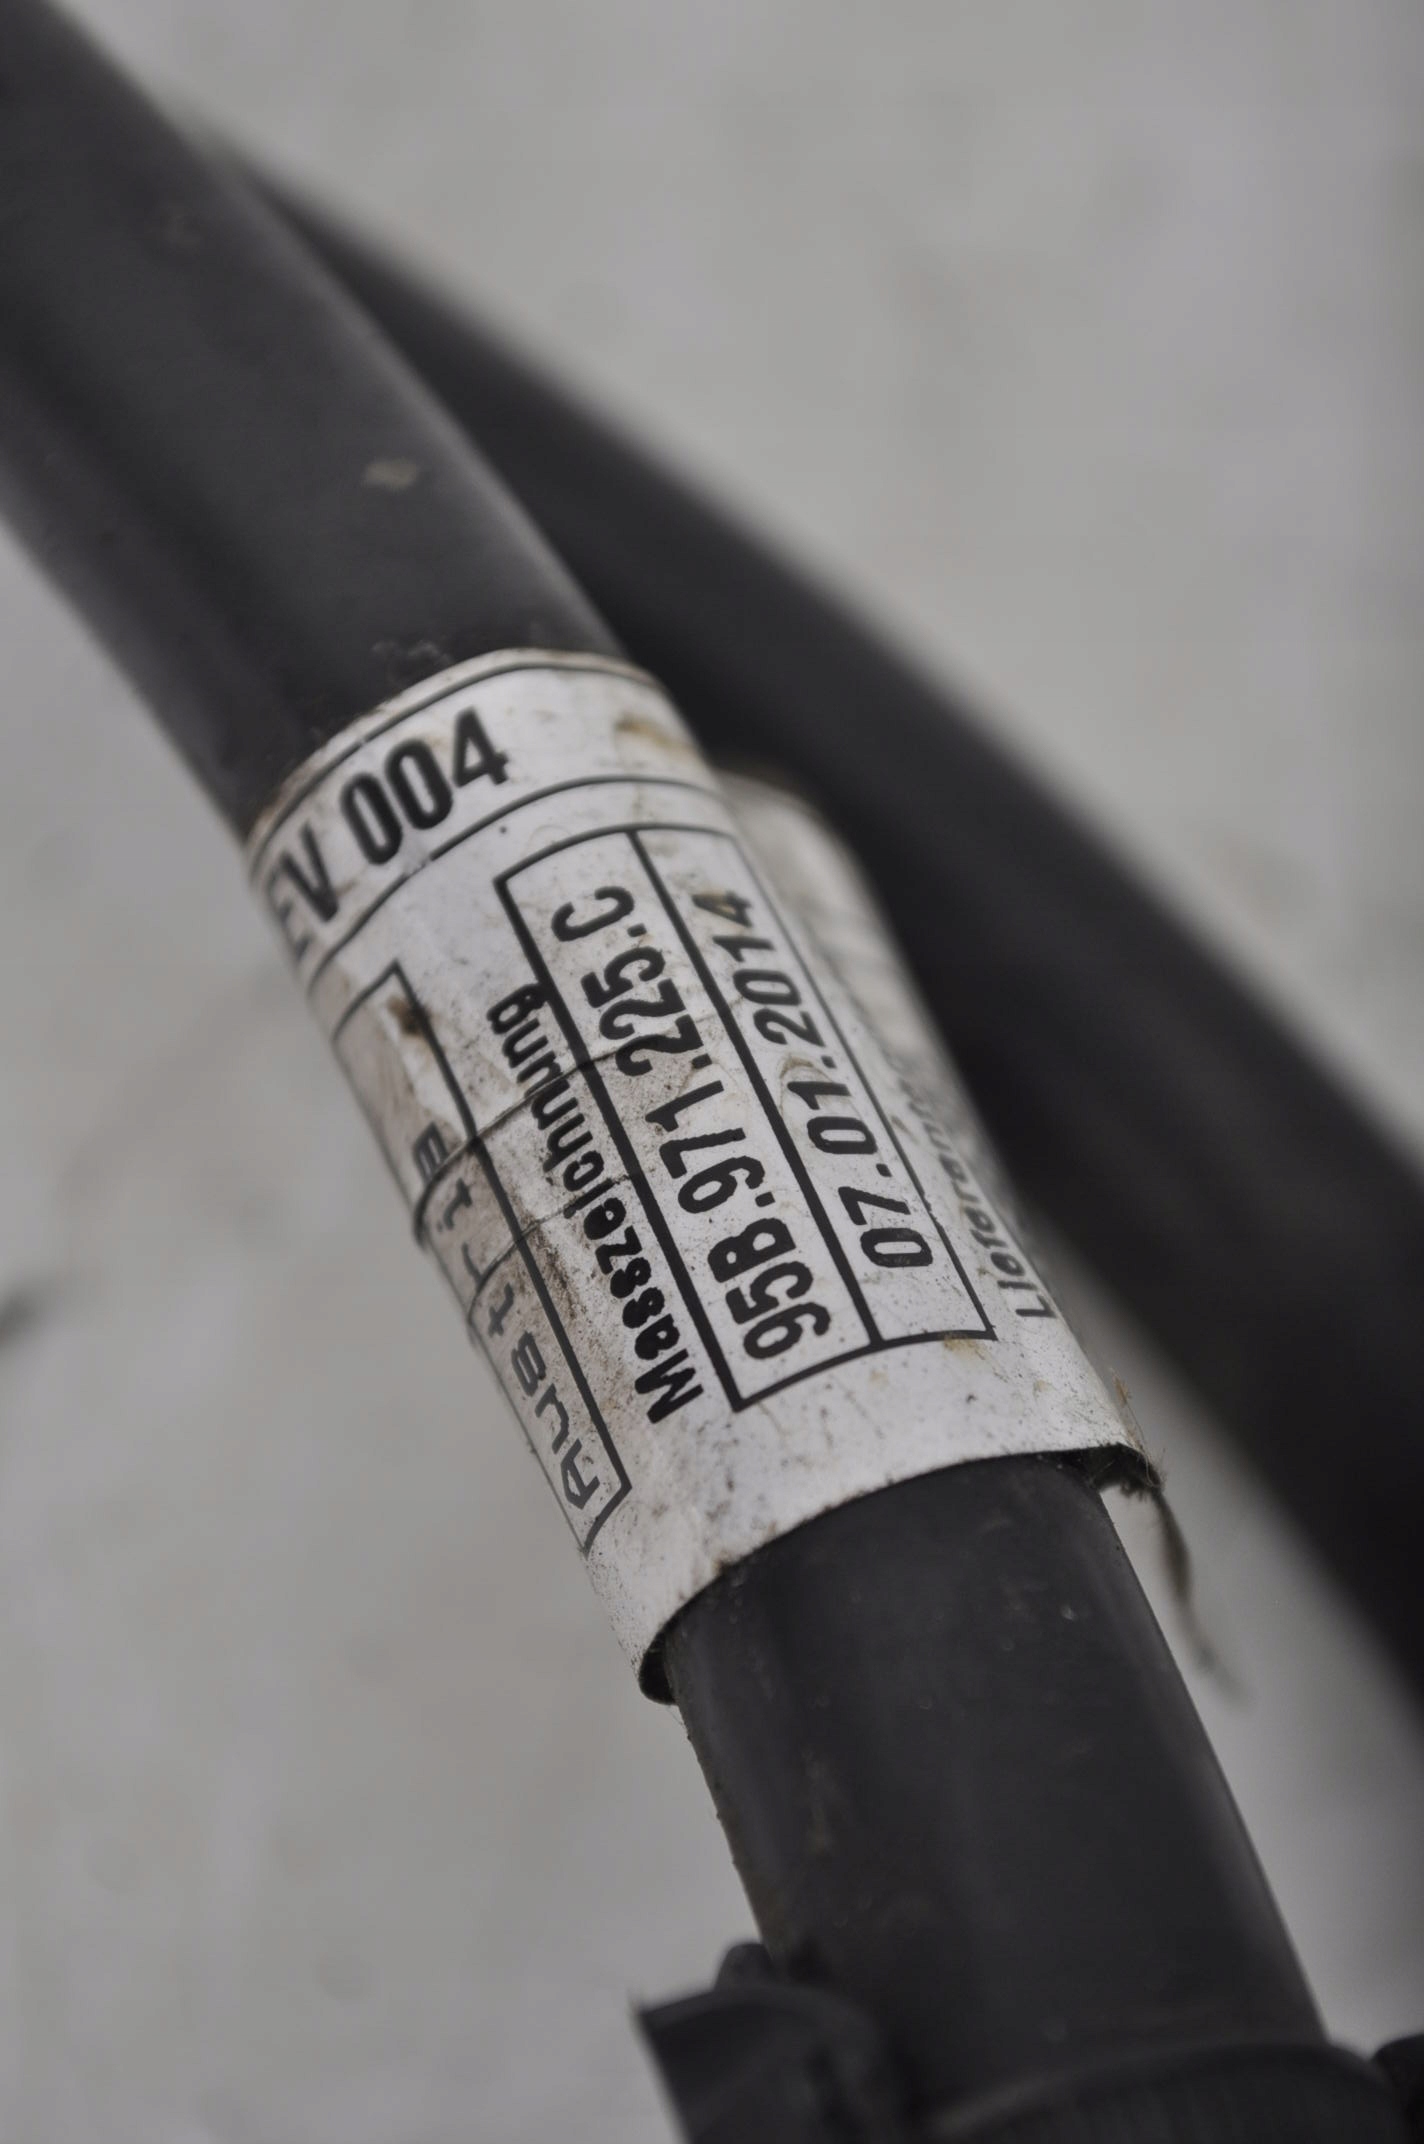 EV 004
Masszeichnung
95B.971.225.C
07.01.2014